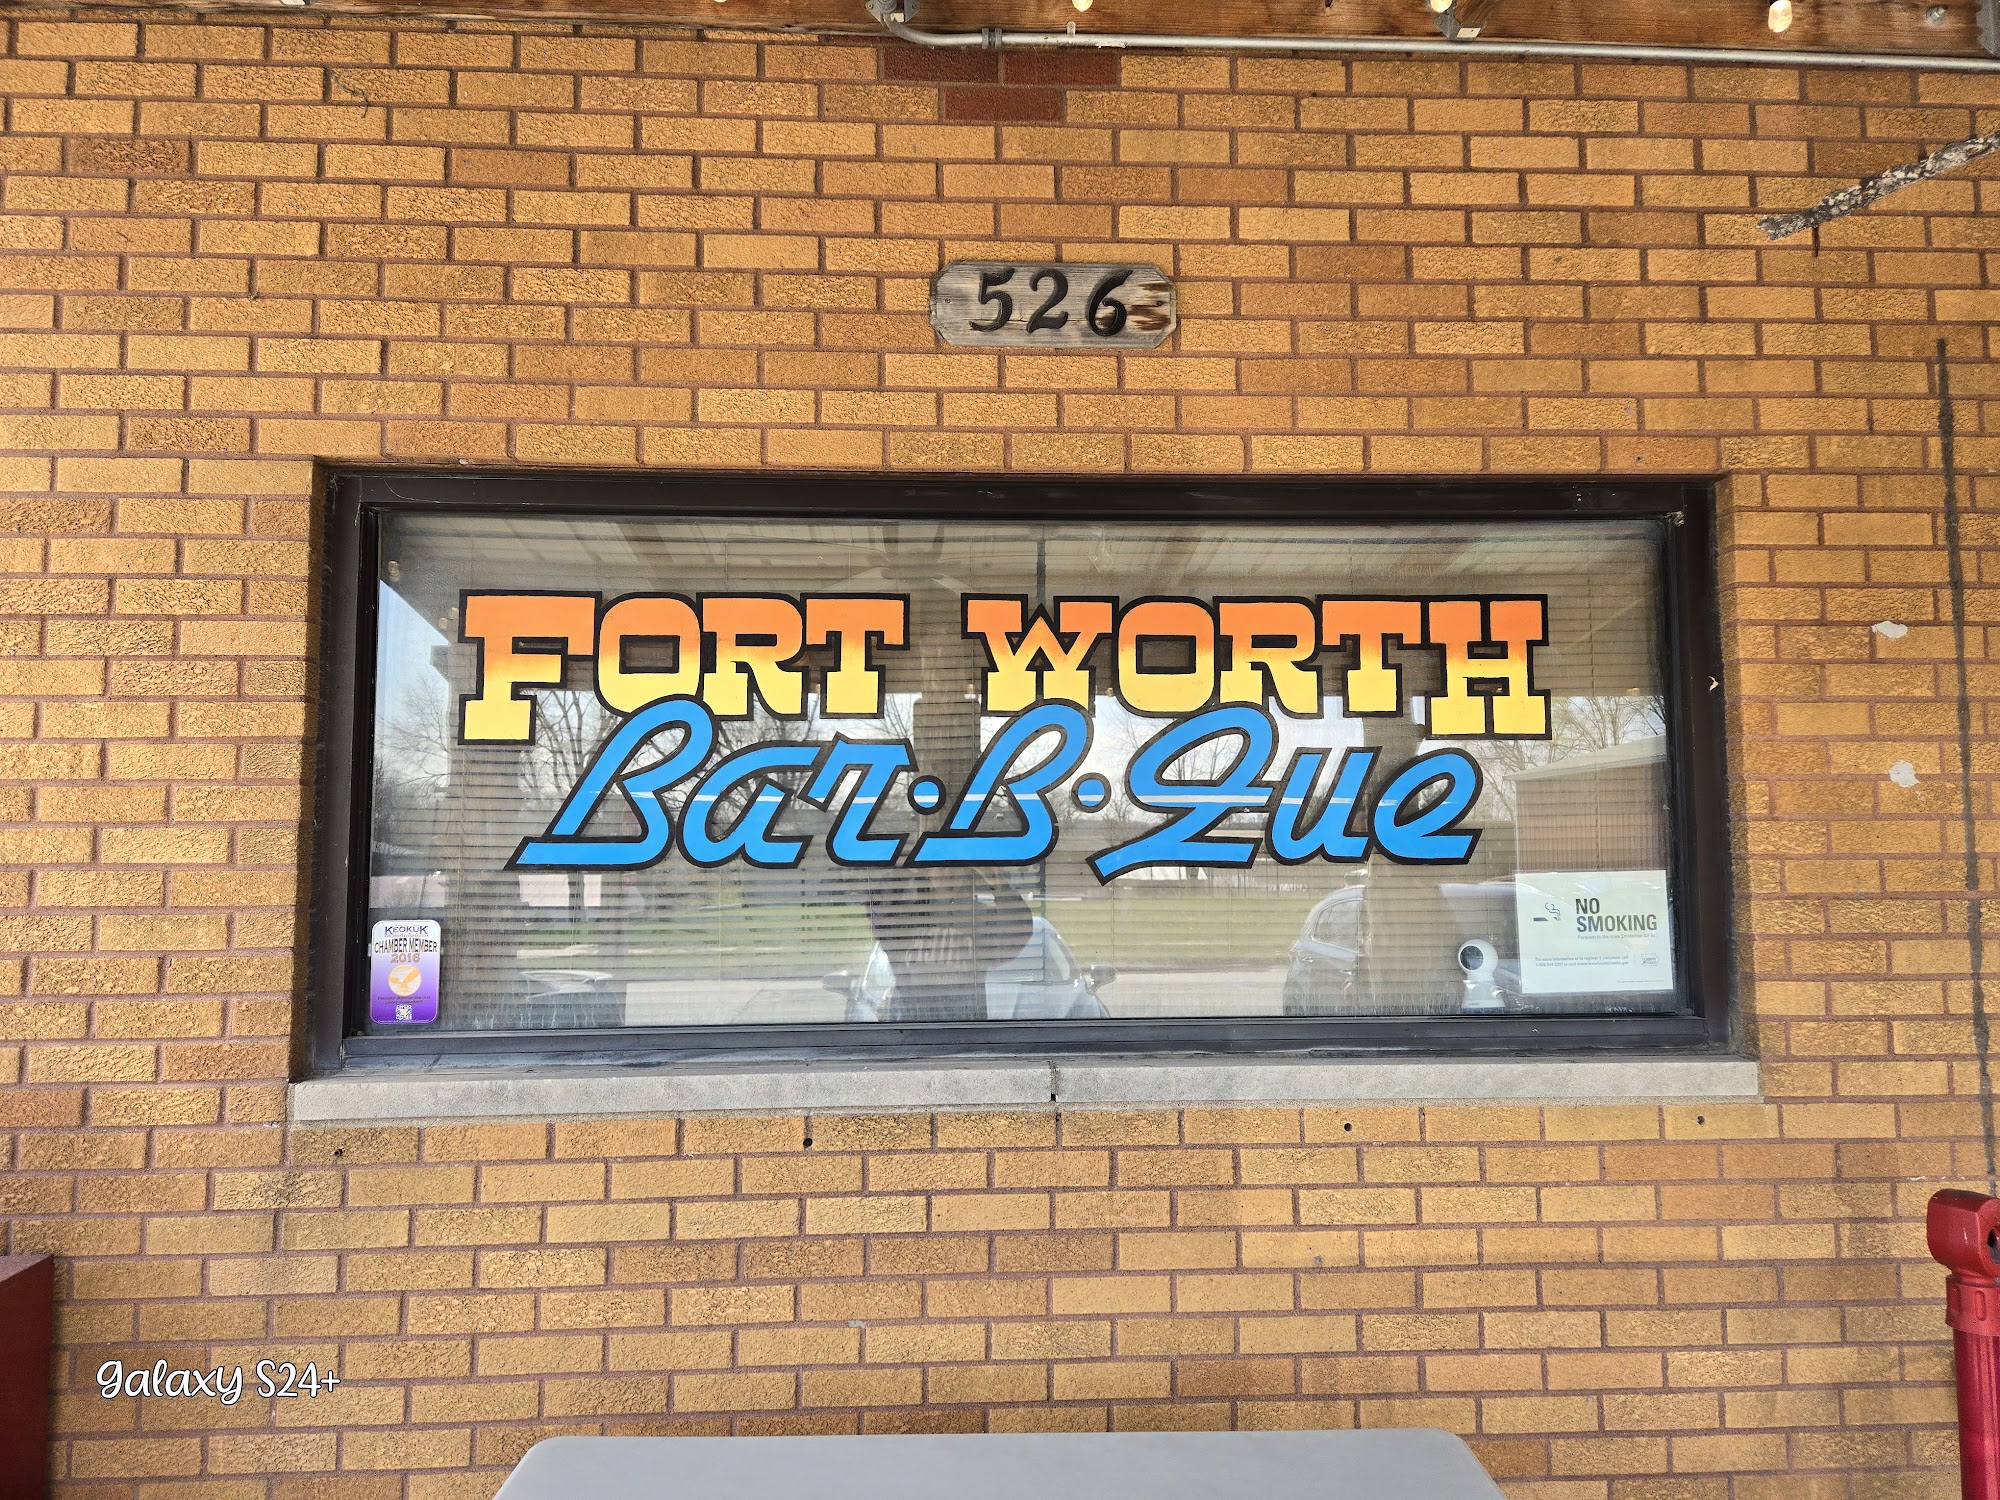 526
FORT WORTH
Bar·B·Que
KEOKUK
CHAMBER MEMBER
2016
NO
SMOKING
Galaxy S24+